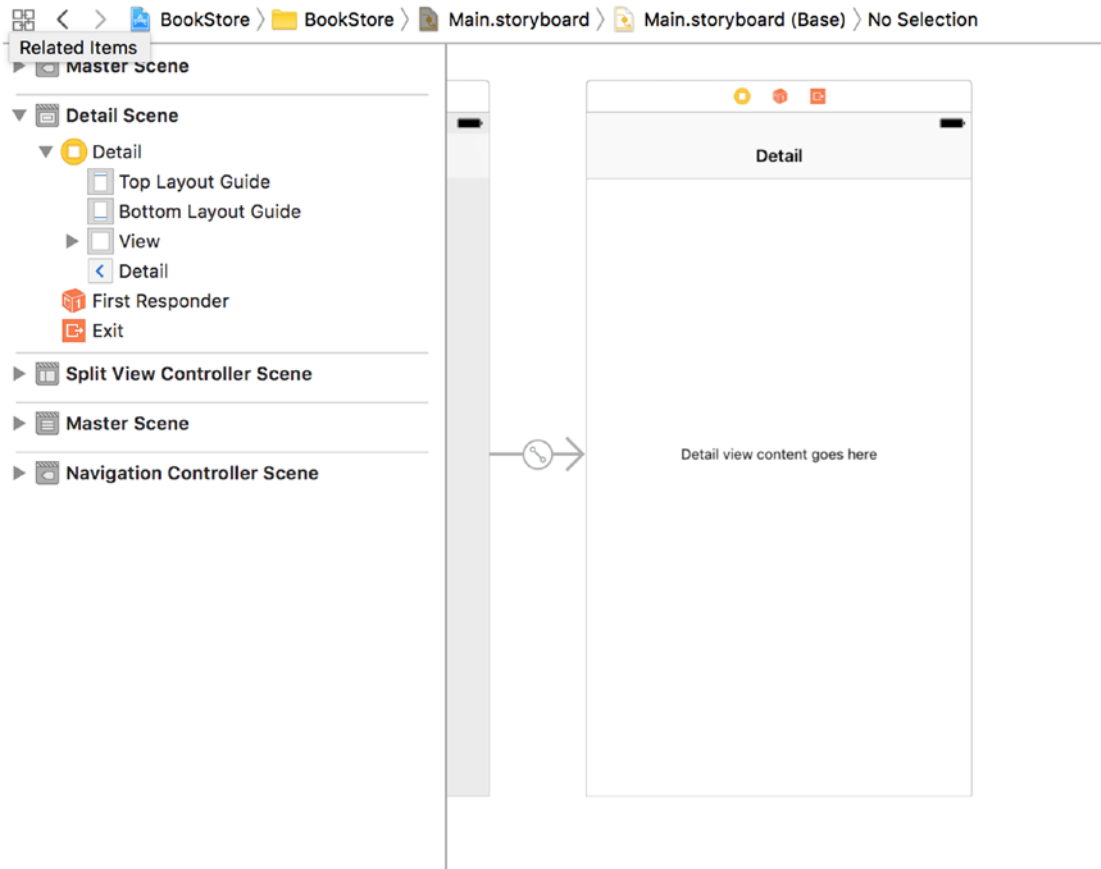 BookStore 〉 BookStore 〉 Main.storyboard 〉 Main.storyboard (Base) 〉 No Selection
Related Items
Master Scene
Detail Scene
Detail
Top Layout Guide
Bottom Layout Guide
View
Detail
First Responder
Exit
Split View Controller Scene
Master Scene
Navigation Controller Scene
Detail
Detail view content goes here